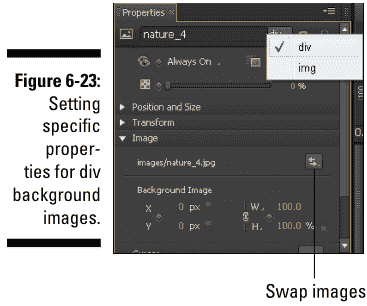 Properties ×
nature_4
div
✓ div
img
Always On
0 %
Position and Size
Transform
Image
images/nature_4.jpg
Background Image
X 0 px W. 100.0
Y 0 px H. 100.0 %
Figure 6-23:
Setting
specific
proper-
ties for div
background
images.
Swap images